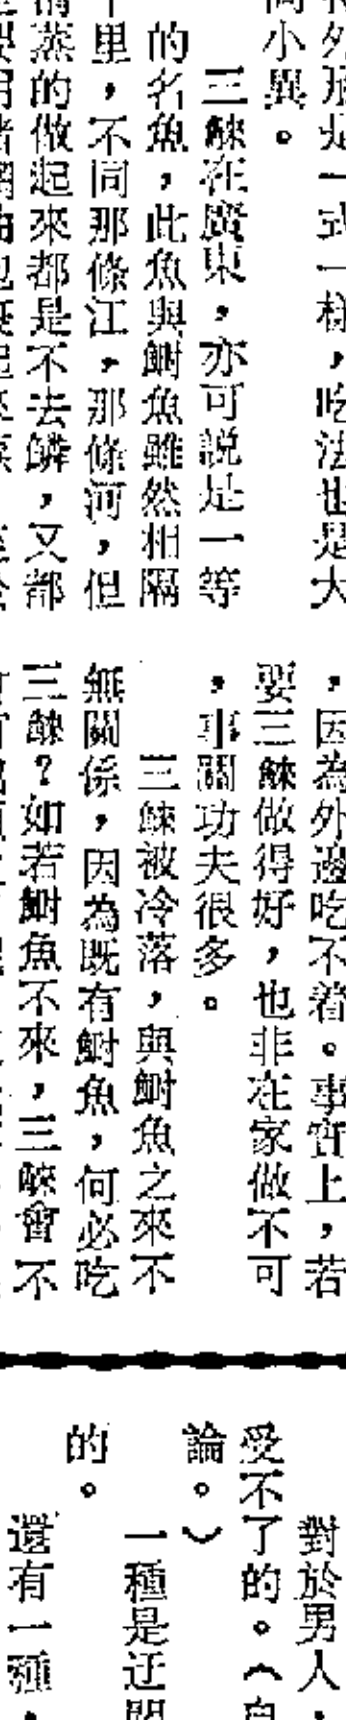 外形是一式一樣，吃法也是大
同小異。
三鯠在廣東，亦可說是一等
的名魚，此魚與鰣魚雖然相隔
千里，不同那條江，那條河，但
蒸的做起來都是不去鱗，又都
，因為外邊吃不着。事實上，若
要三鯠做得好，也非在家做不可
，事關功夫很多。
三鯠被冷落，與鰣魚之來不
無關係，因為既有鰣魚，何必吃
三鯠？如若鰣魚不來，三鯠會不
對於男人，
受不了的。（自
論。）
一種是迂
的。
還有一種，